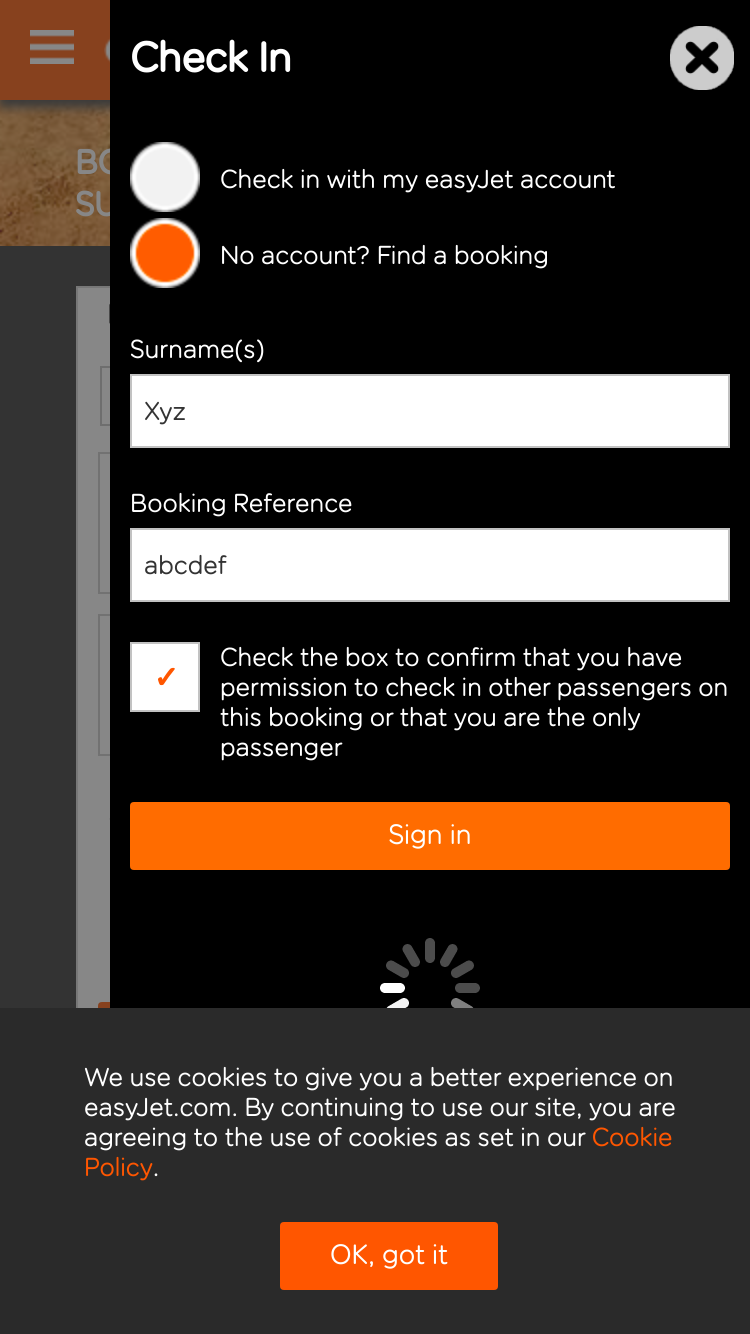 Check In
Check in with my easyJet account
No account? Find a booking
Surname(s)
Xyz
Booking Reference
abcdef
Check the box to confirm that you have
permission to check in other passengers on
this booking or that you are the only
passenger
Sign in
We use cookies to give you a better experience on
easyJet.com. By continuing to use our site, you are
agreeing to the use of cookies as set in our Cookie
Policy.
OK, got it